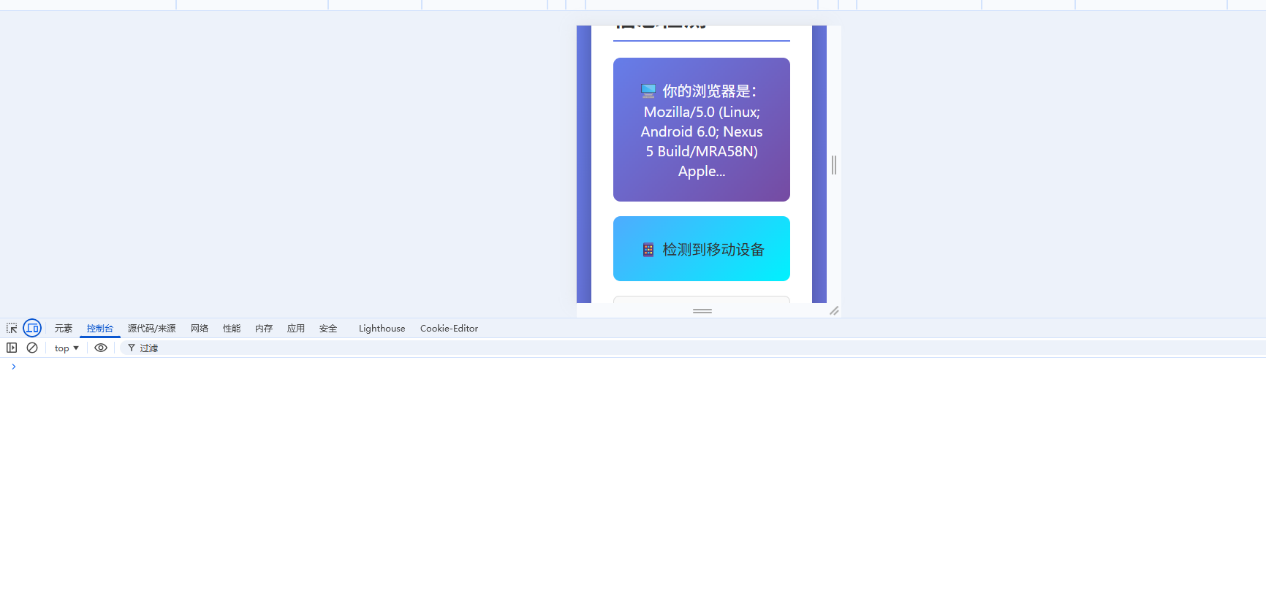 你的浏览器是：
Mozilla/5.0 (Linux;
Android 6.0; Nexus
5 Build/MRA58N)
Apple...
检测到移动设备
元素 控制台 源代码/来源 网络 性能 内存 应用 安全 Lighthouse Cookie-Editor
top 过滤